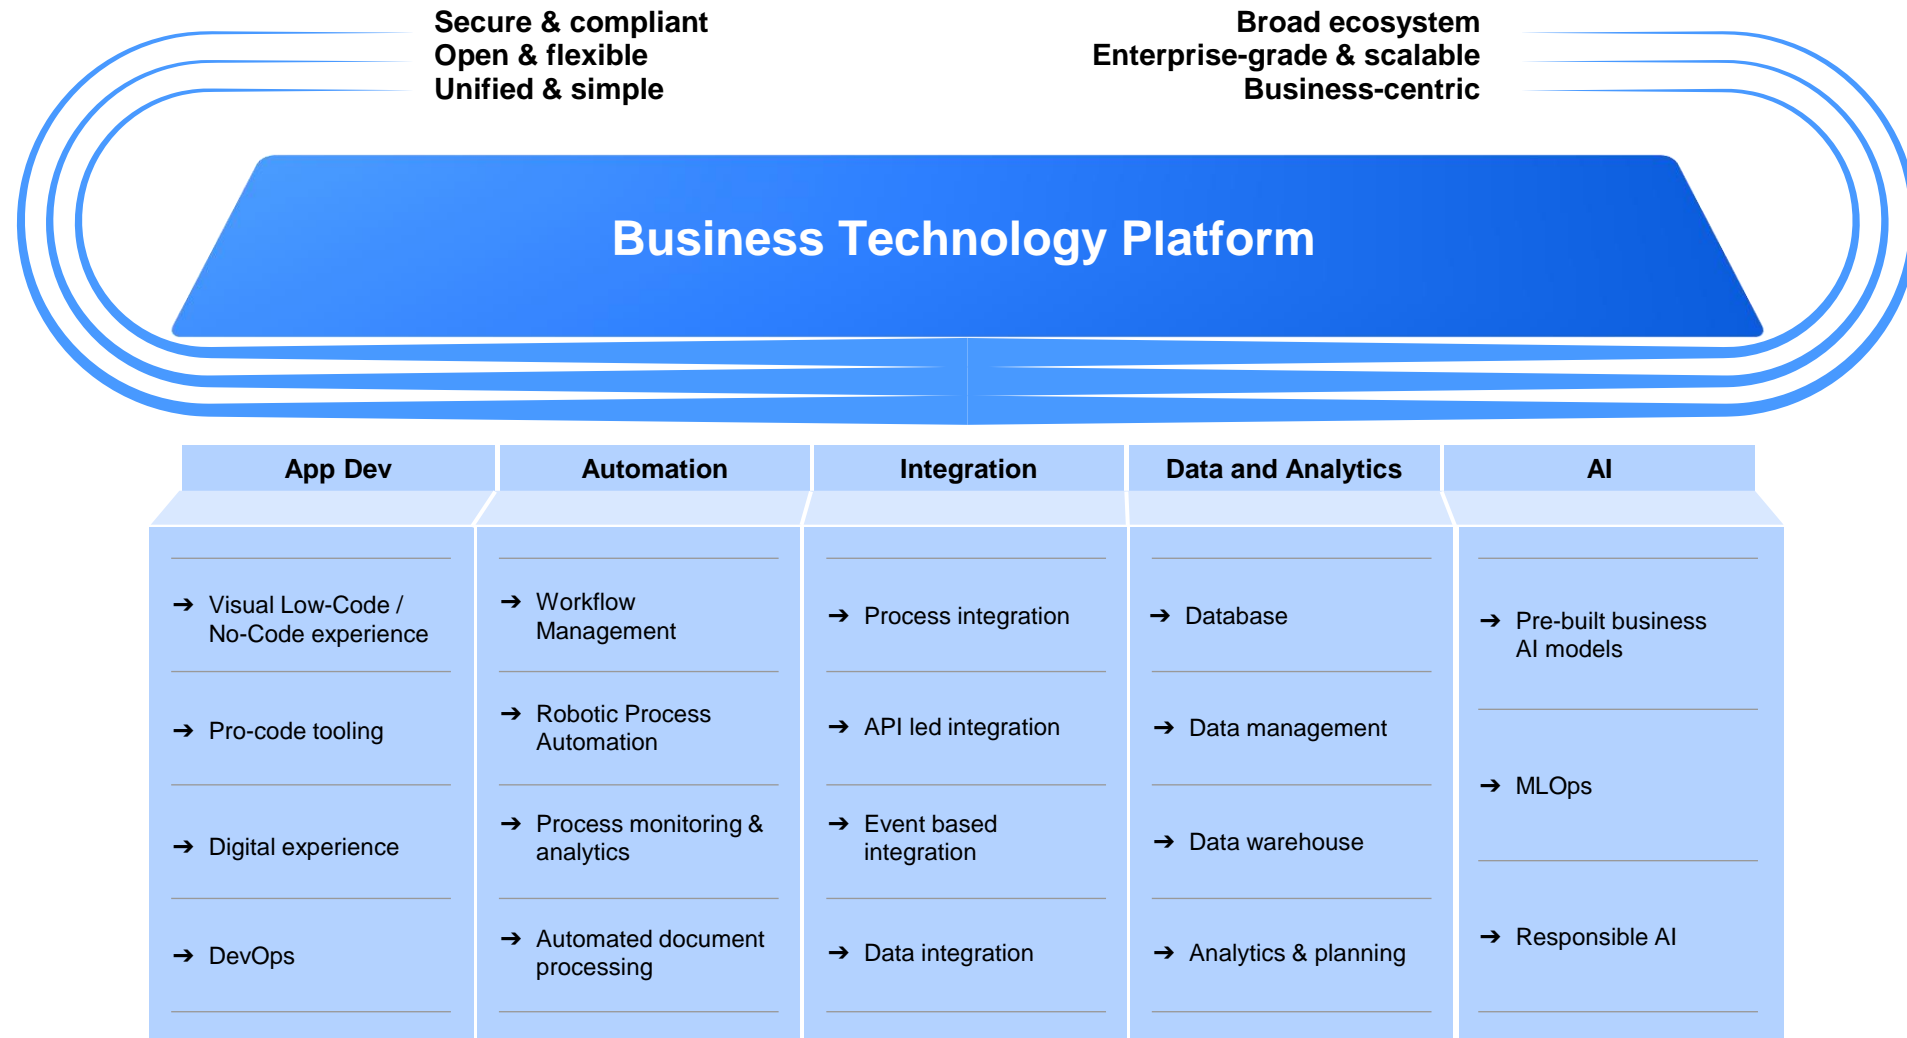 Secure & compliant
Open & flexible
Unified & simple
Broad ecosystem
Enterprise-grade & scalable
Business-centric
Business Technology Platform
App Dev
➔ Visual Low-Code /
No-Code experience
➔ Pro-code tooling
➔ Digital experience
➔ DevOps
Automation
➔ Workflow
Management
➔ Robotic Process
Automation
➔ Process monitoring &
analytics
➔ Automated document
processing
Integration
➔ Process integration
➔ API led integration
➔ Event based
integration
➔ Data integration
Data and Analytics
➔ Database
➔ Data management
➔ Data warehouse
➔ Analytics & planning
AI
➔ Pre-built business
AI models
➔ MLOps
➔ Responsible AI